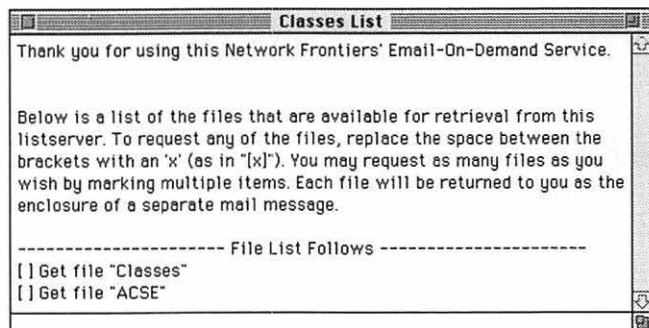 Classes List
Thank you for using this Network Frontiers' Email-On-Demand Service.
Below is a list of the files that are available for retrieval from this
listserver. To request any of the files, replace the space between the
brackets with an 'x' (as in "[x]"). You may request as many files as you
wish by marking multiple items. Each file will be returned to you as the
enclosure of a separate mail message.
----------------------- File List Follows -----------------------
[ ] Get file "Classes"
[ ] Get file "ACSE"